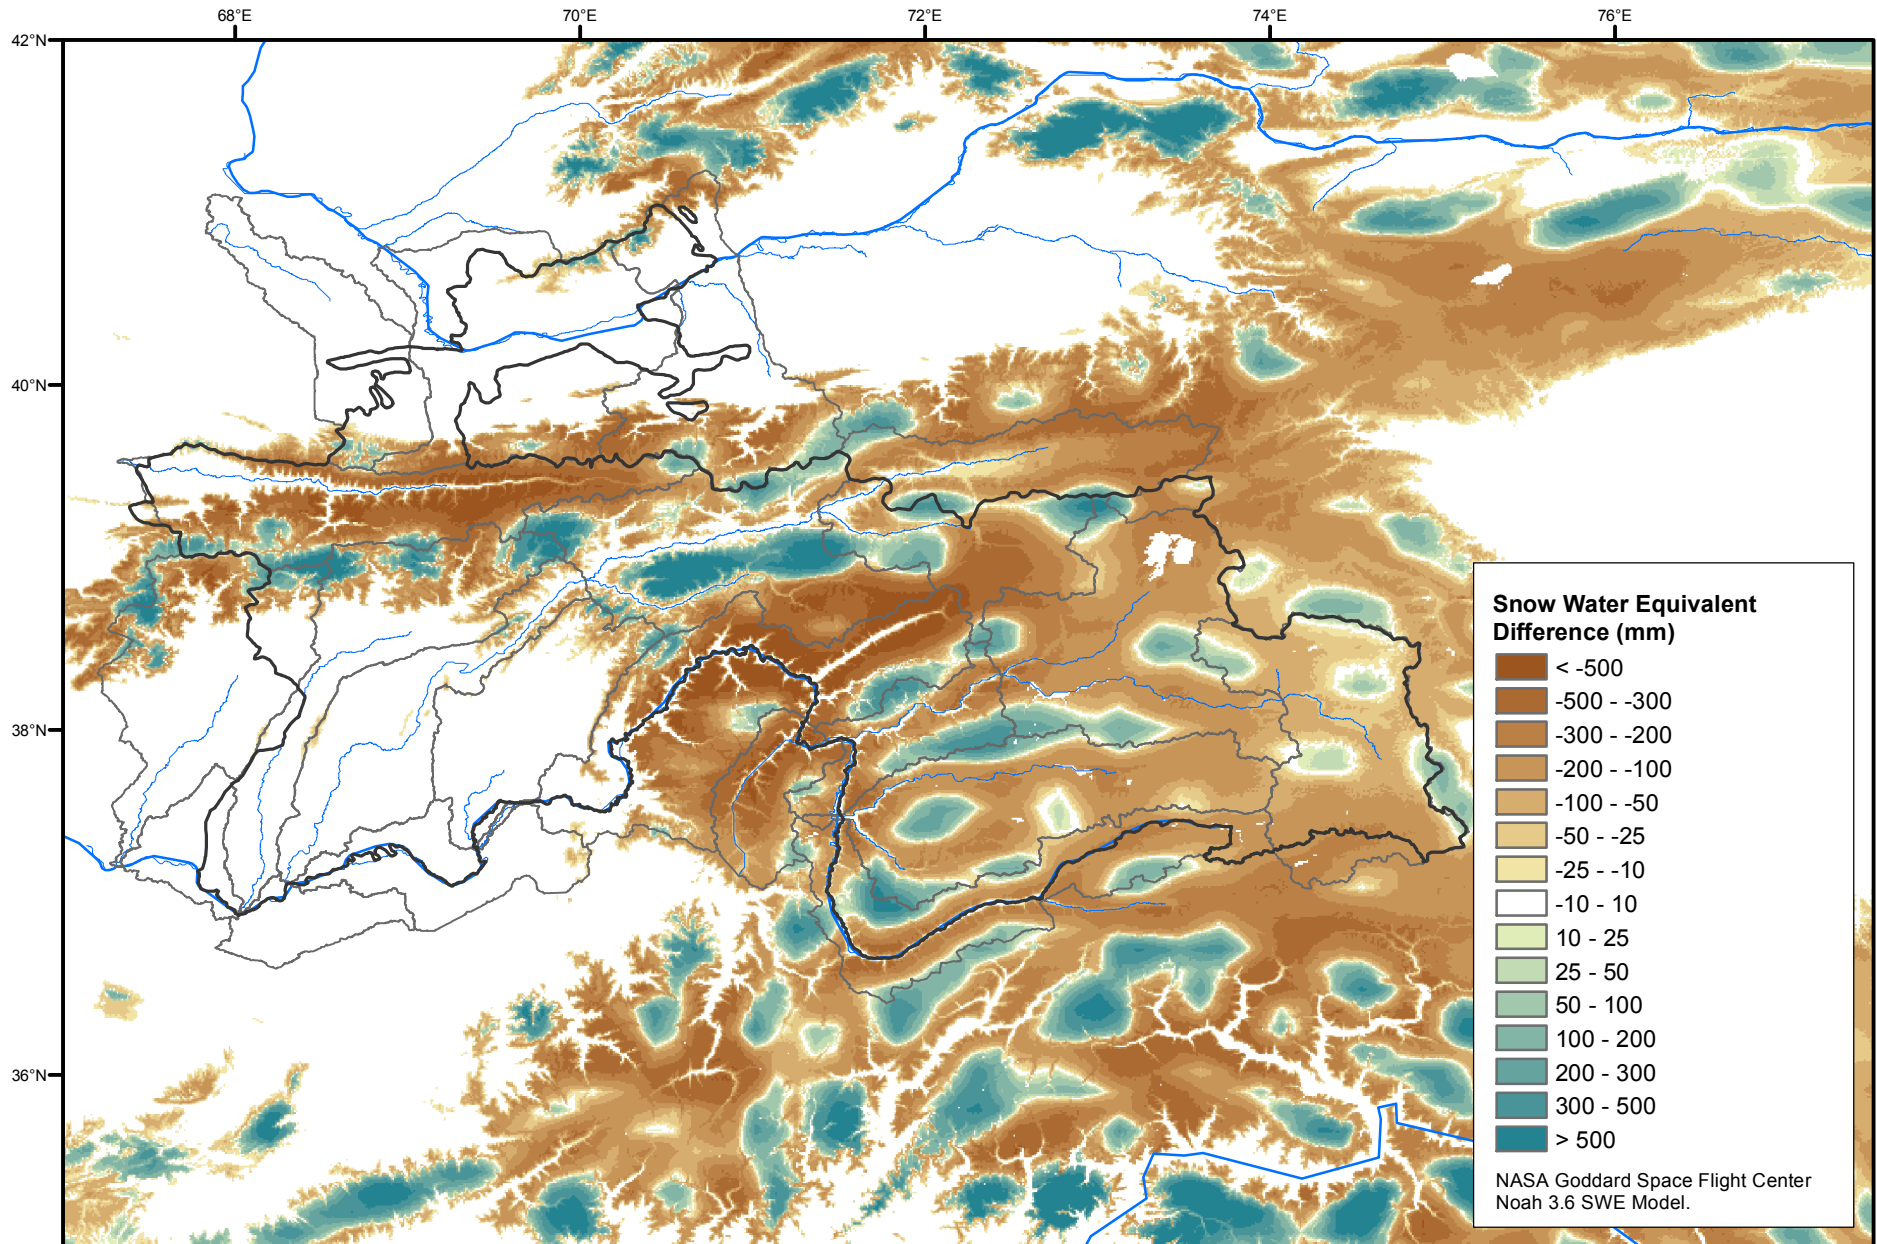 68°E
70°E
72°E
74°E
76°E
42°N
40°N
38°N
36°N
Snow Water Equivalent
Difference (mm)
< -500
-500 - -300
-300 - -200
-200 - -100
-100 - -50
-50 - -25
-25 - -10
-10 - 10
10 - 25
25 - 50
50 - 100
100 - 200
200 - 300
300 - 500
> 500
NASA Goddard Space Flight Center
Noah 3.6 SWE Model.